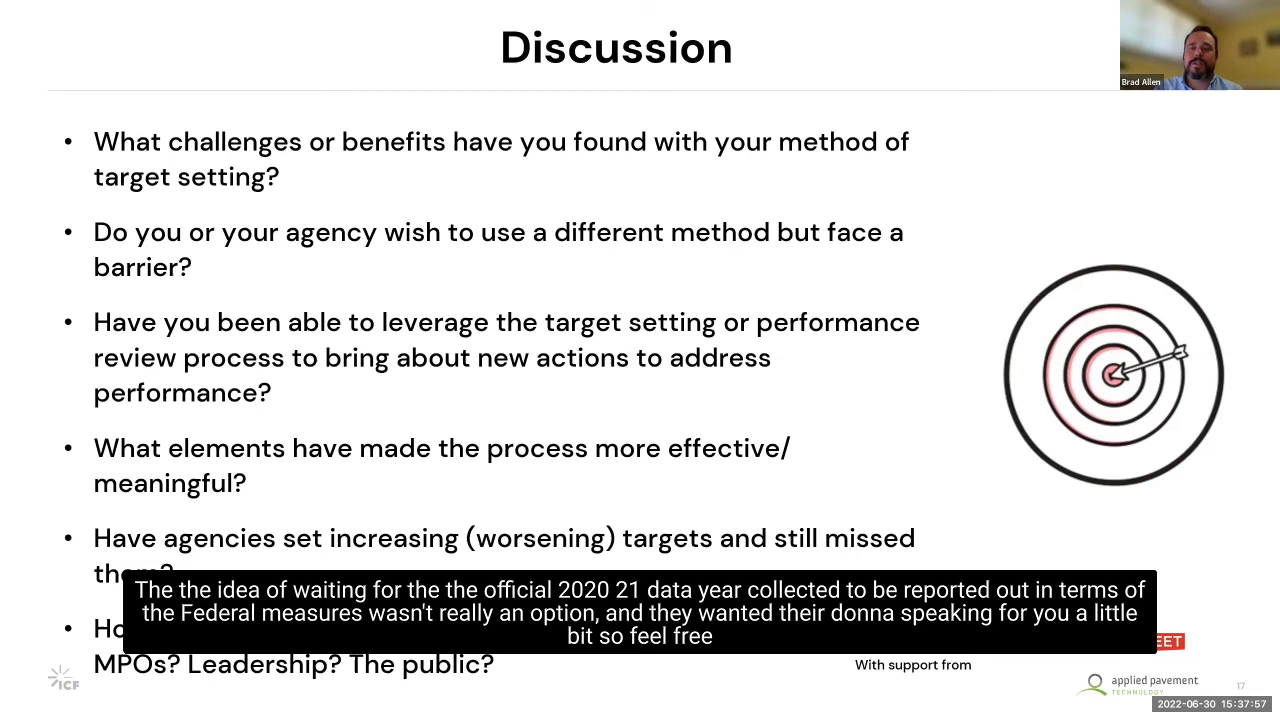 Discussion
Brad Allen
• What challenges or benefits have you found with your method of
target setting?
• Do you or your agency wish to use a different method but face a
barrier?
• Have you been able to leverage the target setting or performance
review process to bring about new actions to address
performance?
• What elements have made the process more effective/
meaningful?
• Have agencies set increasing (worsening) targets and still missed
them?
The the idea of waiting for the the official 2020 21 data year collected to be reported out in terms of
the Federal measures wasn't really an option, and they wanted their donna speaking for you a little
bit so feel free
MPOs? Leadership? The public?
With support from
ICF
applied pavement
TECHNOLOGY
17
2022-06-30 15:37:57